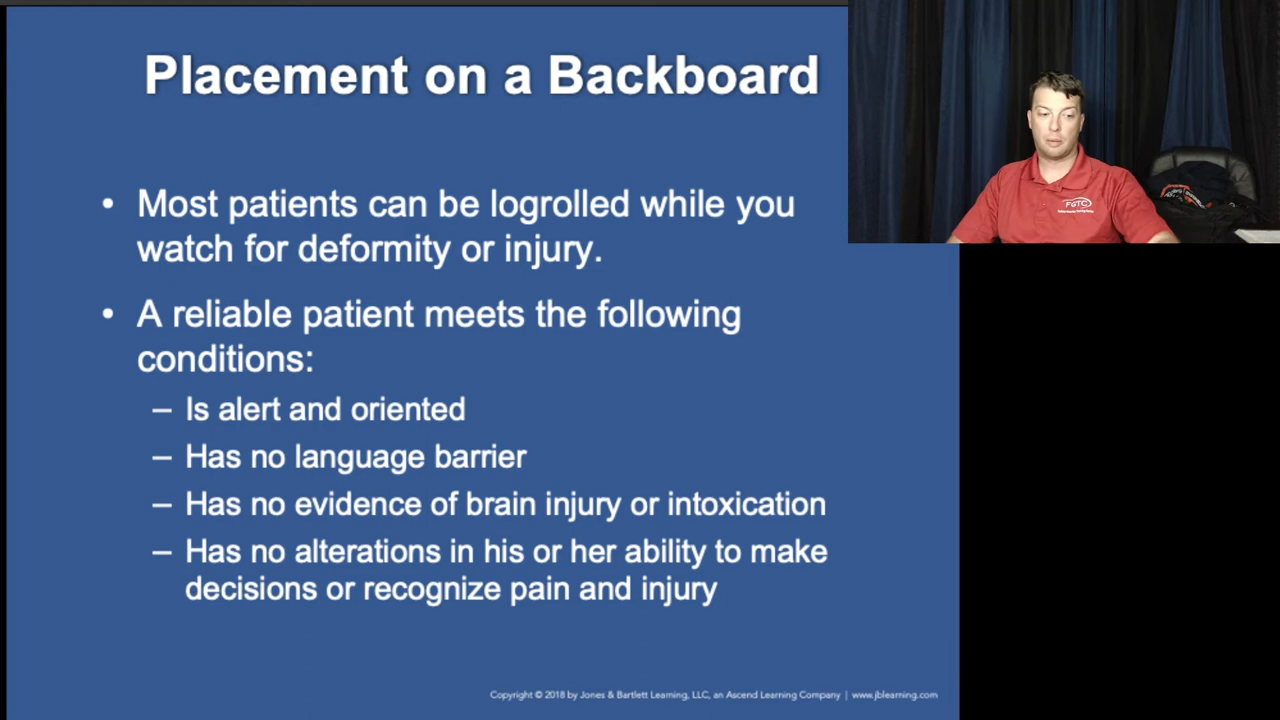 Placement on a Backboard
• Most patients can be logrolled while you
watch for deformity or injury.
• A reliable patient meets the following
conditions:
– Is alert and oriented
– Has no language barrier
– Has no evidence of brain injury or intoxication
– Has no alterations in his or her ability to make
decisions or recognize pain and injury
Copyright © 2018 by Jones & Bartlett Learning, LLC, an Ascend Learning Company | www.jblearning.com
FGTC